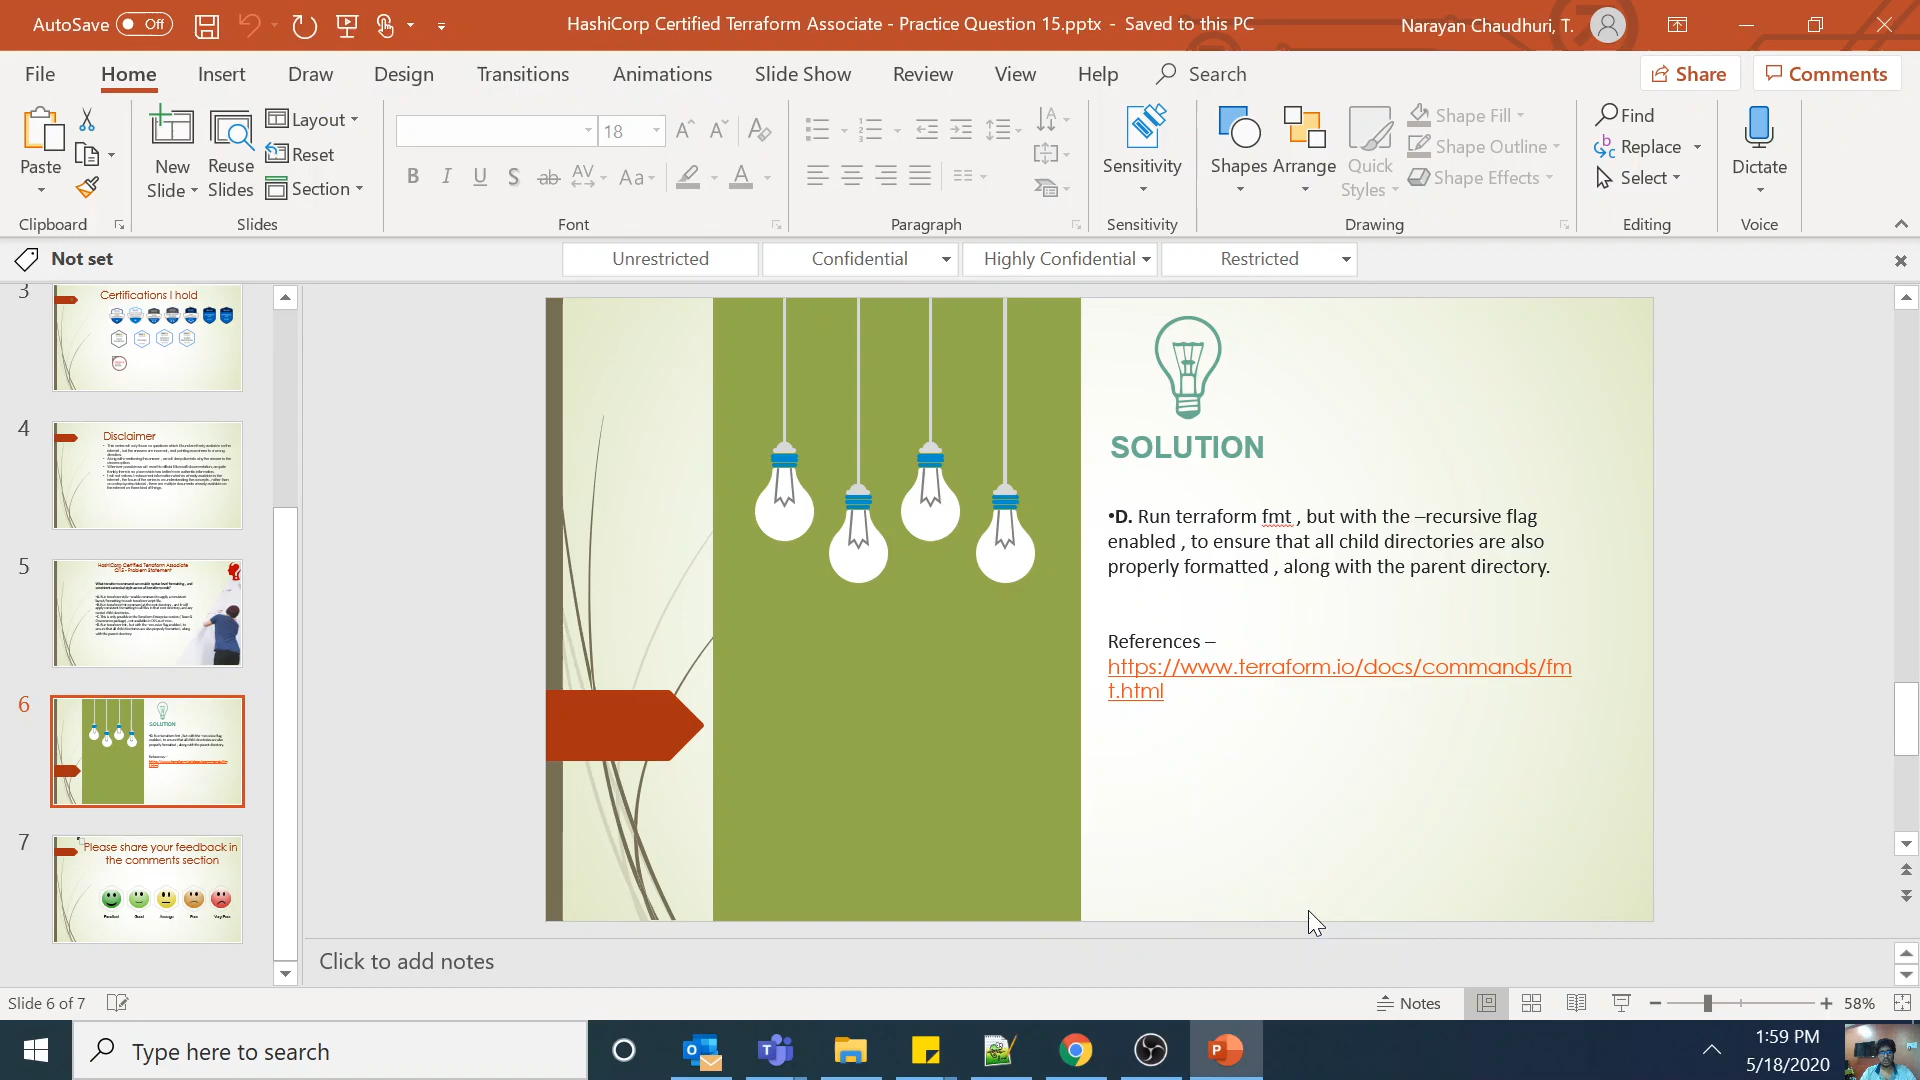 AutoSave Off
HashiCorp Certified Terraform Associate - Practice Question 15.pptx - Saved to this PC
Narayan Chaudhuri, T.
File Home Insert Draw Design Transitions Animations Slide Show Review View Help Search
Share Comments
Paste
New Slide
Reuse Slides
Layout
Reset
Section
18
Sensitivity
Shapes Arrange Quick Styles
Shape Fill
Shape Outline
Shape Effects
Find
Replace
Select
Dictate
Clipboard Slides Font Paragraph Sensitivity Drawing Editing Voice
Not set
Unrestricted Confidential Highly Confidential Restricted
3
Certifications I hold
4
Disclaimer
5
HashiCorp Certified Terraform Associate
6
SOLUTION
7
Please share your feedback in
the comments section
SOLUTION
•D. Run terraform fmt , but with the –recursive flag
enabled , to ensure that all child directories are also
properly formatted , along with the parent directory.
References –
https://www.terraform.io/docs/commands/fm
t.html
Click to add notes
Slide 6 of 7
Notes
58%
Type here to search
1:59 PM
5/18/2020